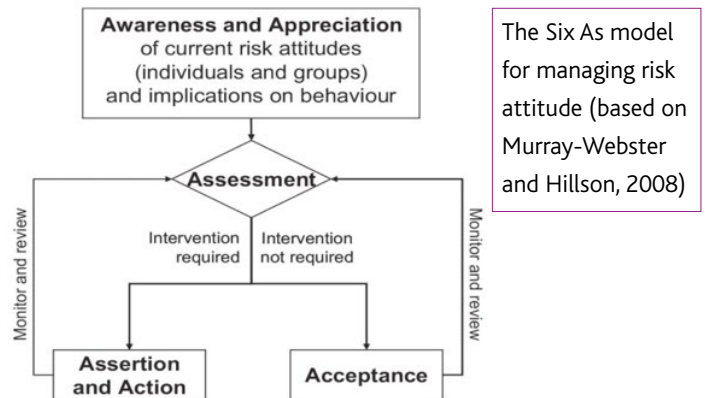 Awareness and Appreciation
of current risk attitudes
(individuals and groups)
and implications on behaviour
The Six As model
for managing risk
attitude (based on
Murray-Webster
and Hillson, 2008)
Assessment
Monitor and review
Intervention
required
Intervention
not required
Monitor and review
Assertion
and Action
Acceptance